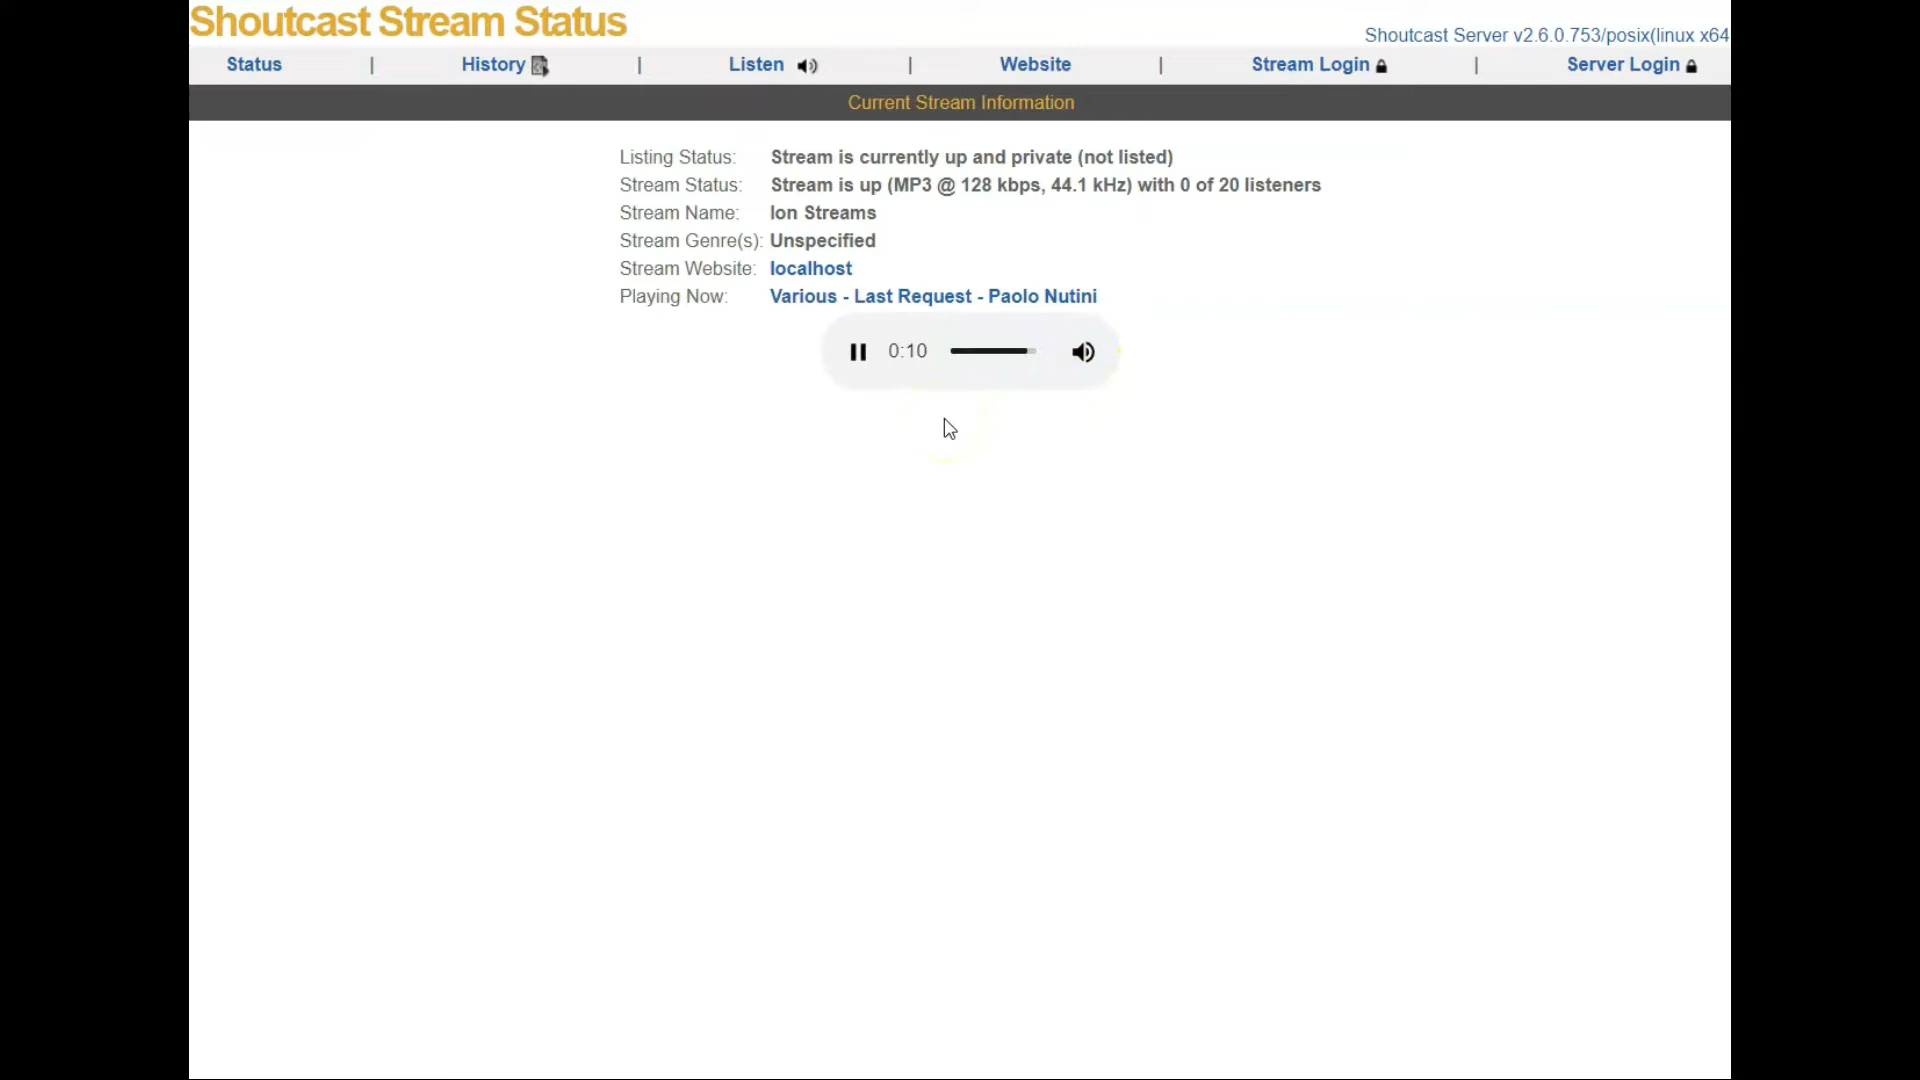 Shoutcast Stream Status
Shoutcast Server v2.6.0.753/posix(linux x64
Status | History | Listen | Website | Stream Login | Server Login
Current Stream Information
Listing Status: Stream is currently up and private (not listed)
Stream Status: Stream is up (MP3 @ 128 kbps, 44.1 kHz) with 0 of 20 listeners
Stream Name: Ion Streams
Stream Genre(s): Unspecified
Stream Website: localhost
Playing Now: Various - Last Request - Paolo Nutini
0:10